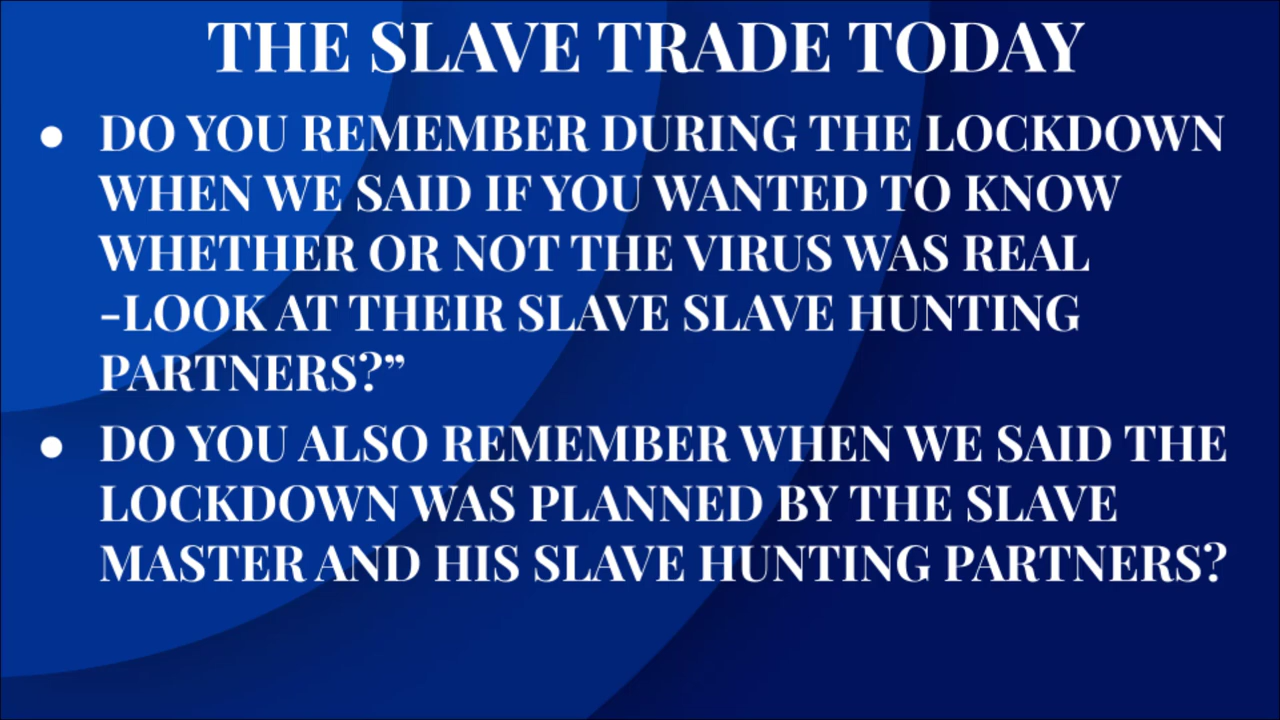 THE SLAVE TRADE TODAY
● DO YOU REMEMBER DURING THE LOCKDOWN
WHEN WE SAID IF YOU WANTED TO KNOW
WHETHER OR NOT THE VIRUS WAS REAL
-LOOK AT THEIR SLAVE SLAVE HUNTING
PARTNERS?”
● DO YOU ALSO REMEMBER WHEN WE SAID THE
LOCKDOWN WAS PLANNED BY THE SLAVE
MASTER AND HIS SLAVE HUNTING PARTNERS?